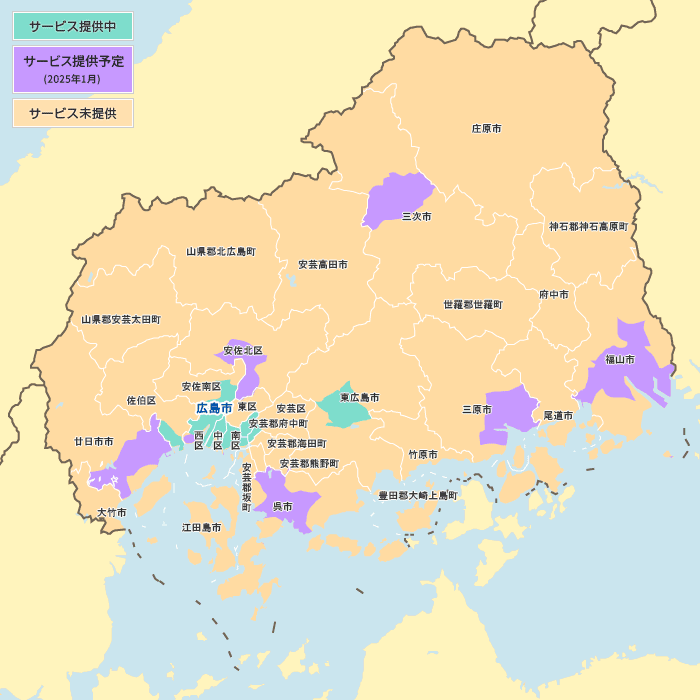 サービス提供中
サービス提供予定
(2025年1月)
サービス未提供
庄原市
三次市
神石郡神石高原町
山県郡北広島町
安芸高田市
府中市
世羅郡世羅町
山県郡安芸太田町
安佐北区
福山市
安佐南区
佐伯区
東広島市
広島市
東区
安芸区
三原市
尾道市
安芸郡府中町
廿日市市
西区
中区
南区
安芸郡海田町
竹原市
安芸郡熊野町
安芸郡坂町
豊田郡大崎上島町
呉市
大竹市
江田島市